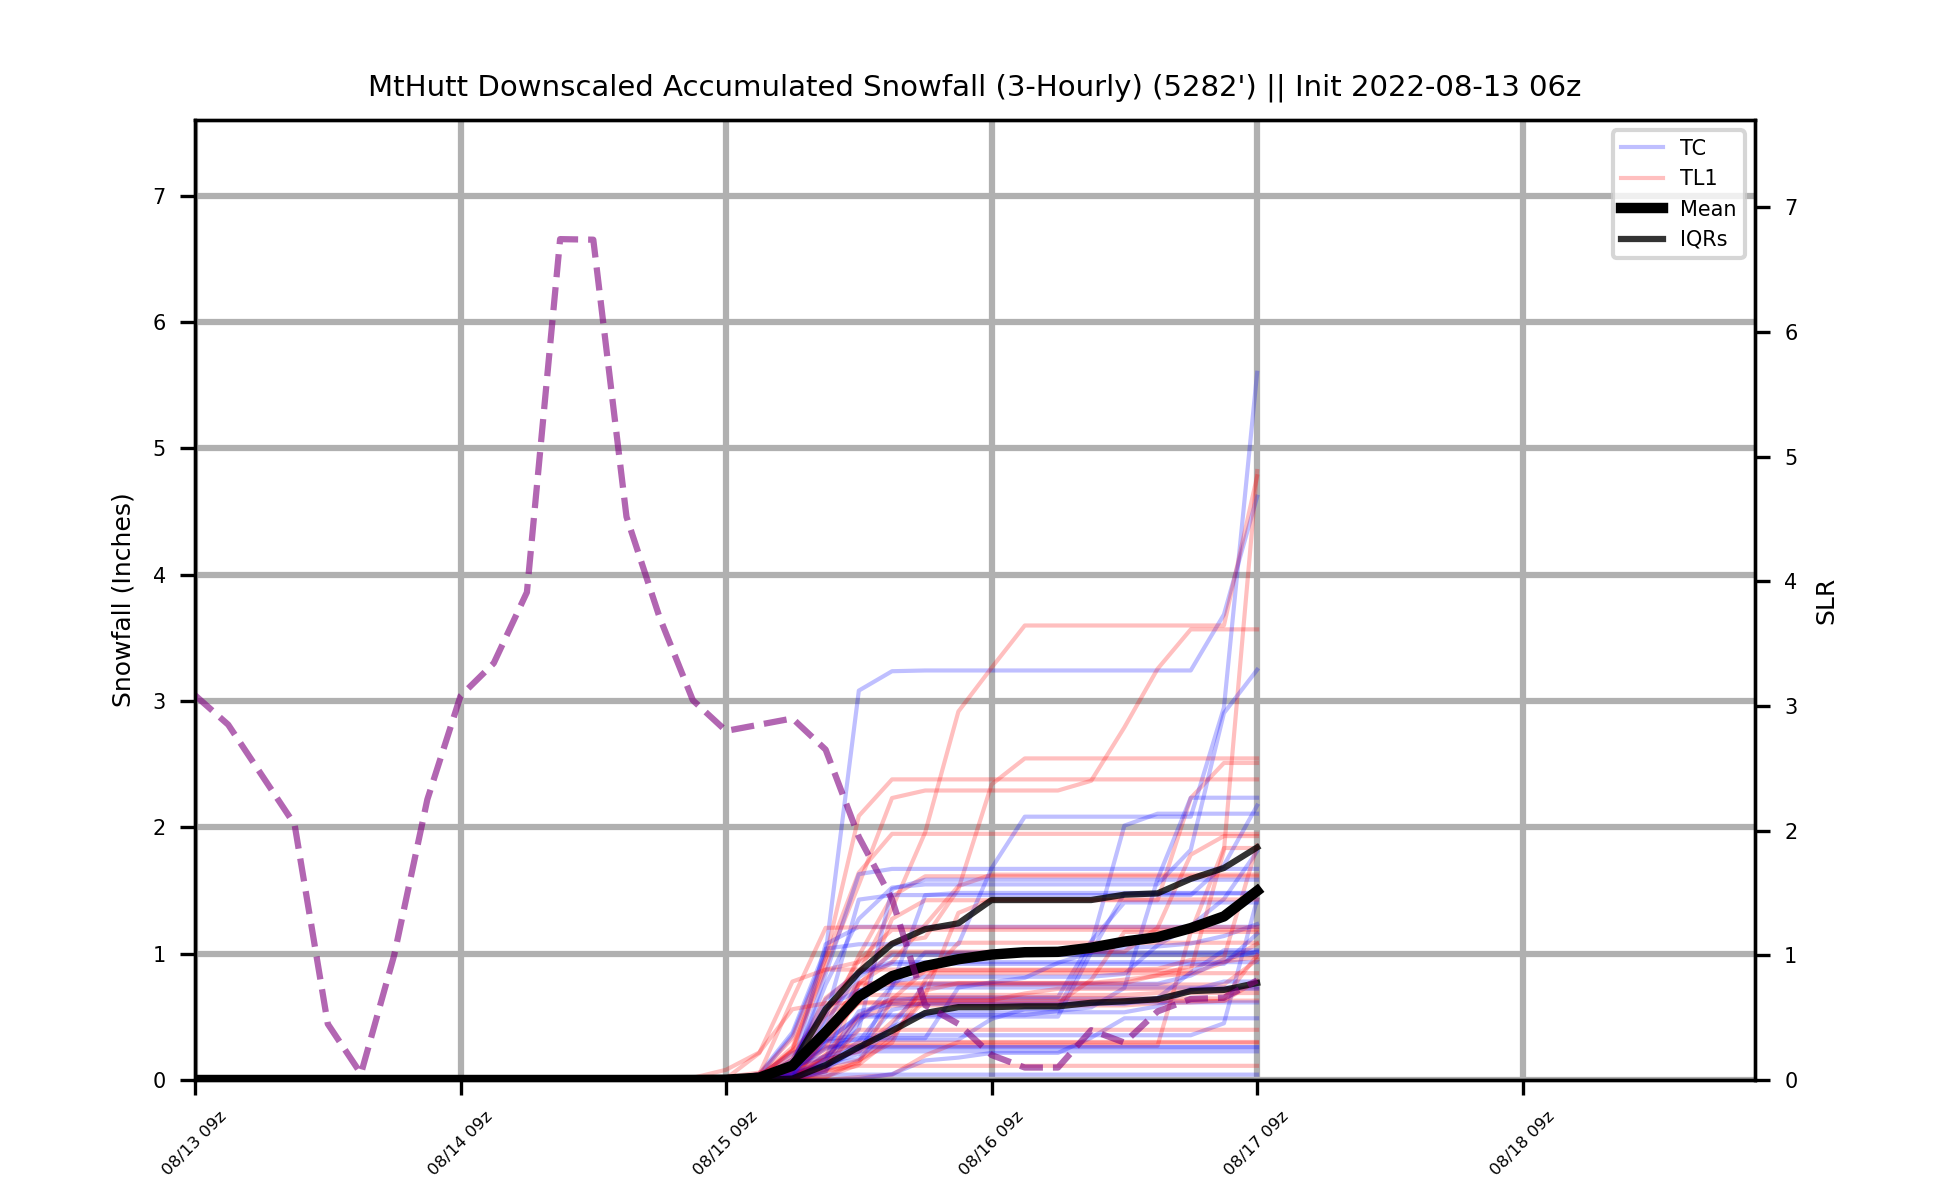 MtHutt Downscaled Accumulated Snowfall (3-Hourly) (5282') || Init 2022-08-13 06z
TC
TL1
Mean
IQRs
Snowfall (Inches)
7
6
5
4
3
2
1
0
7
6
5
4
3
2
1
0
SLR
08/13 09z
08/14 09z
08/15 09z
08/16 09z
08/17 09z
08/18 09z